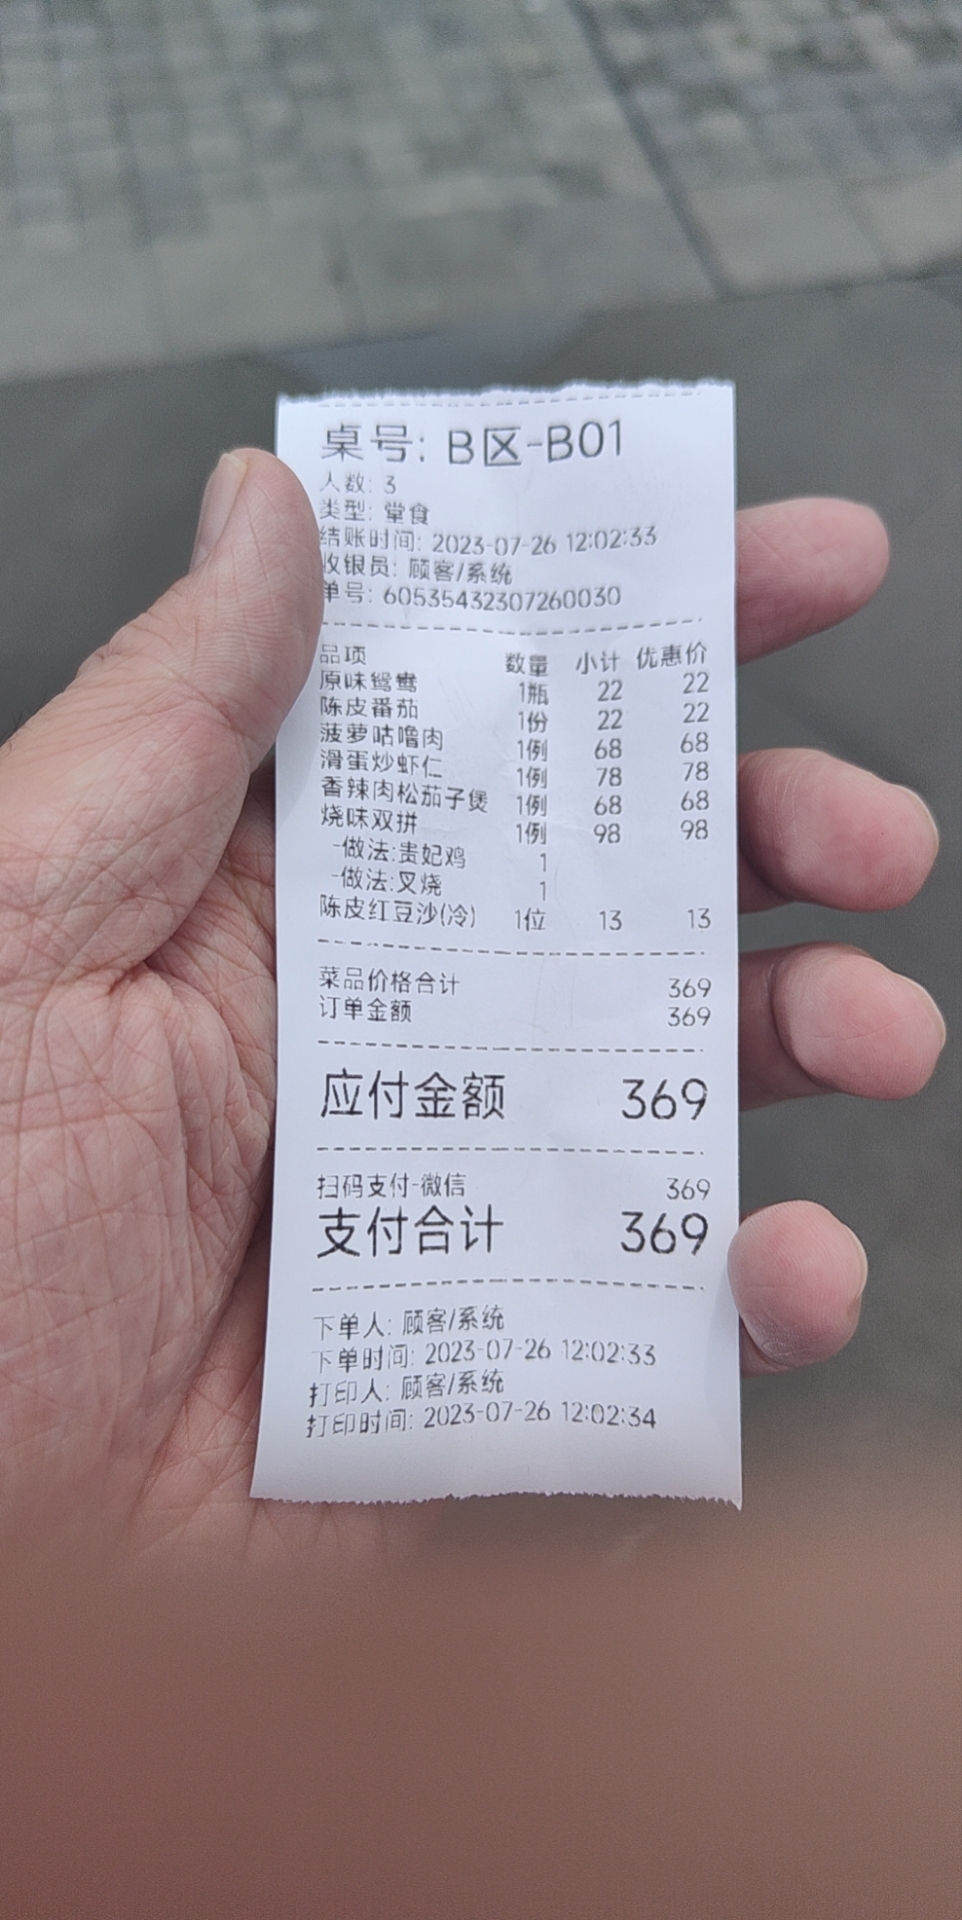 桌号: B区-B01
人数: 3
类型: 堂食
结账时间: 2023-07-26 12:02:33
收银员: 顾客/系统
单号: 605354432307260030
品项 数量 小计 优惠价
原味鸳鸯 1瓶 22 22
陈皮番茄 1份 22 22
菠萝咕噜肉 1例 68 68
滑蛋炒虾仁 1例 78 78
香辣肉松茄子煲 1例 68 68
烧味双拼 1例 98 98
-做法:贵妃鸡 1
-做法:叉烧 1
陈皮红豆沙(冷) 1位 13 13
菜品价格合计 369
订单金额 369
应付金额 369
扫码支付-微信 369
支付合计 369
下单人: 顾客/系统
下单时间: 2023-07-26 12:02:33
打印人: 顾客/系统
打印时间: 2023-07-26 12:02:34